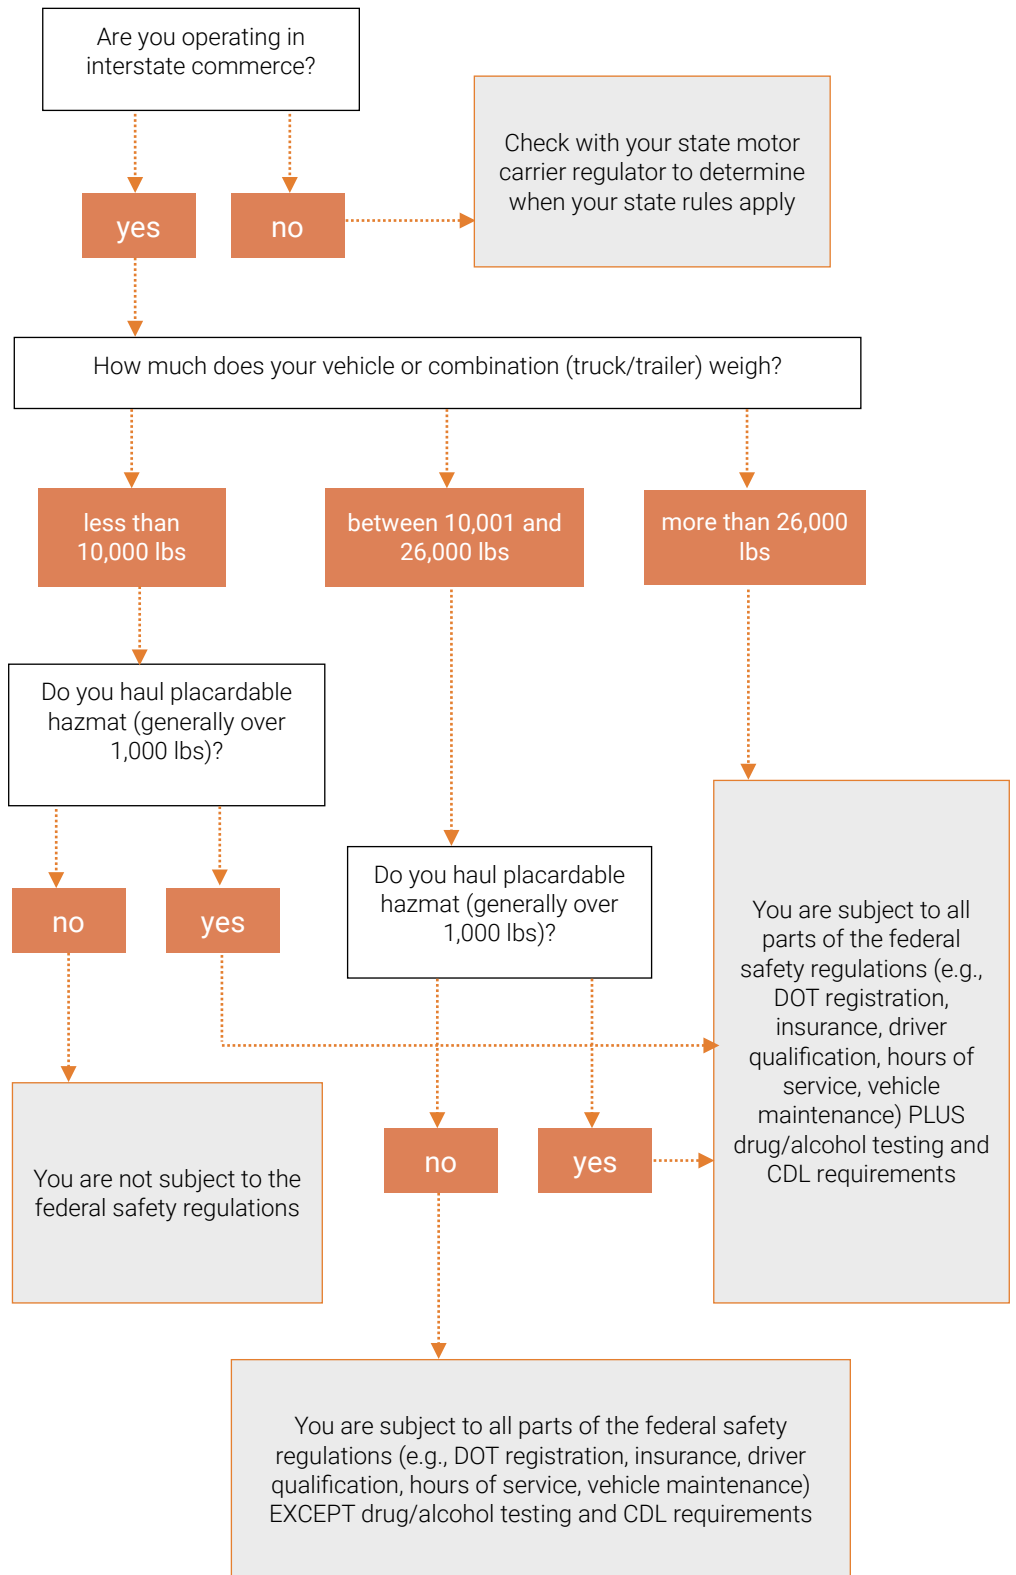 Are you operating in
interstate commerce?
Check with your state motor
carrier regulator to determine
when your state rules apply
yes
no
How much does your vehicle or combination (truck/trailer) weigh?
less than
10,000 lbs
between 10,001 and
26,000 lbs
more than 26,000
lbs
Do you haul placardable
hazmat (generally over
1,000 lbs)?
Do you haul placardable
hazmat (generally over
1,000 lbs)?
no
yes
You are subject to all
parts of the federal
safety regulations (e.g.,
DOT registration,
insurance, driver
qualification, hours of
service, vehicle
maintenance) PLUS
drug/alcohol testing and
CDL requirements
no
yes
You are not subject to the
federal safety regulations
You are subject to all parts of the federal safety
regulations (e.g., DOT registration, insurance, driver
qualification, hours of service, vehicle maintenance)
EXCEPT drug/alcohol testing and CDL requirements